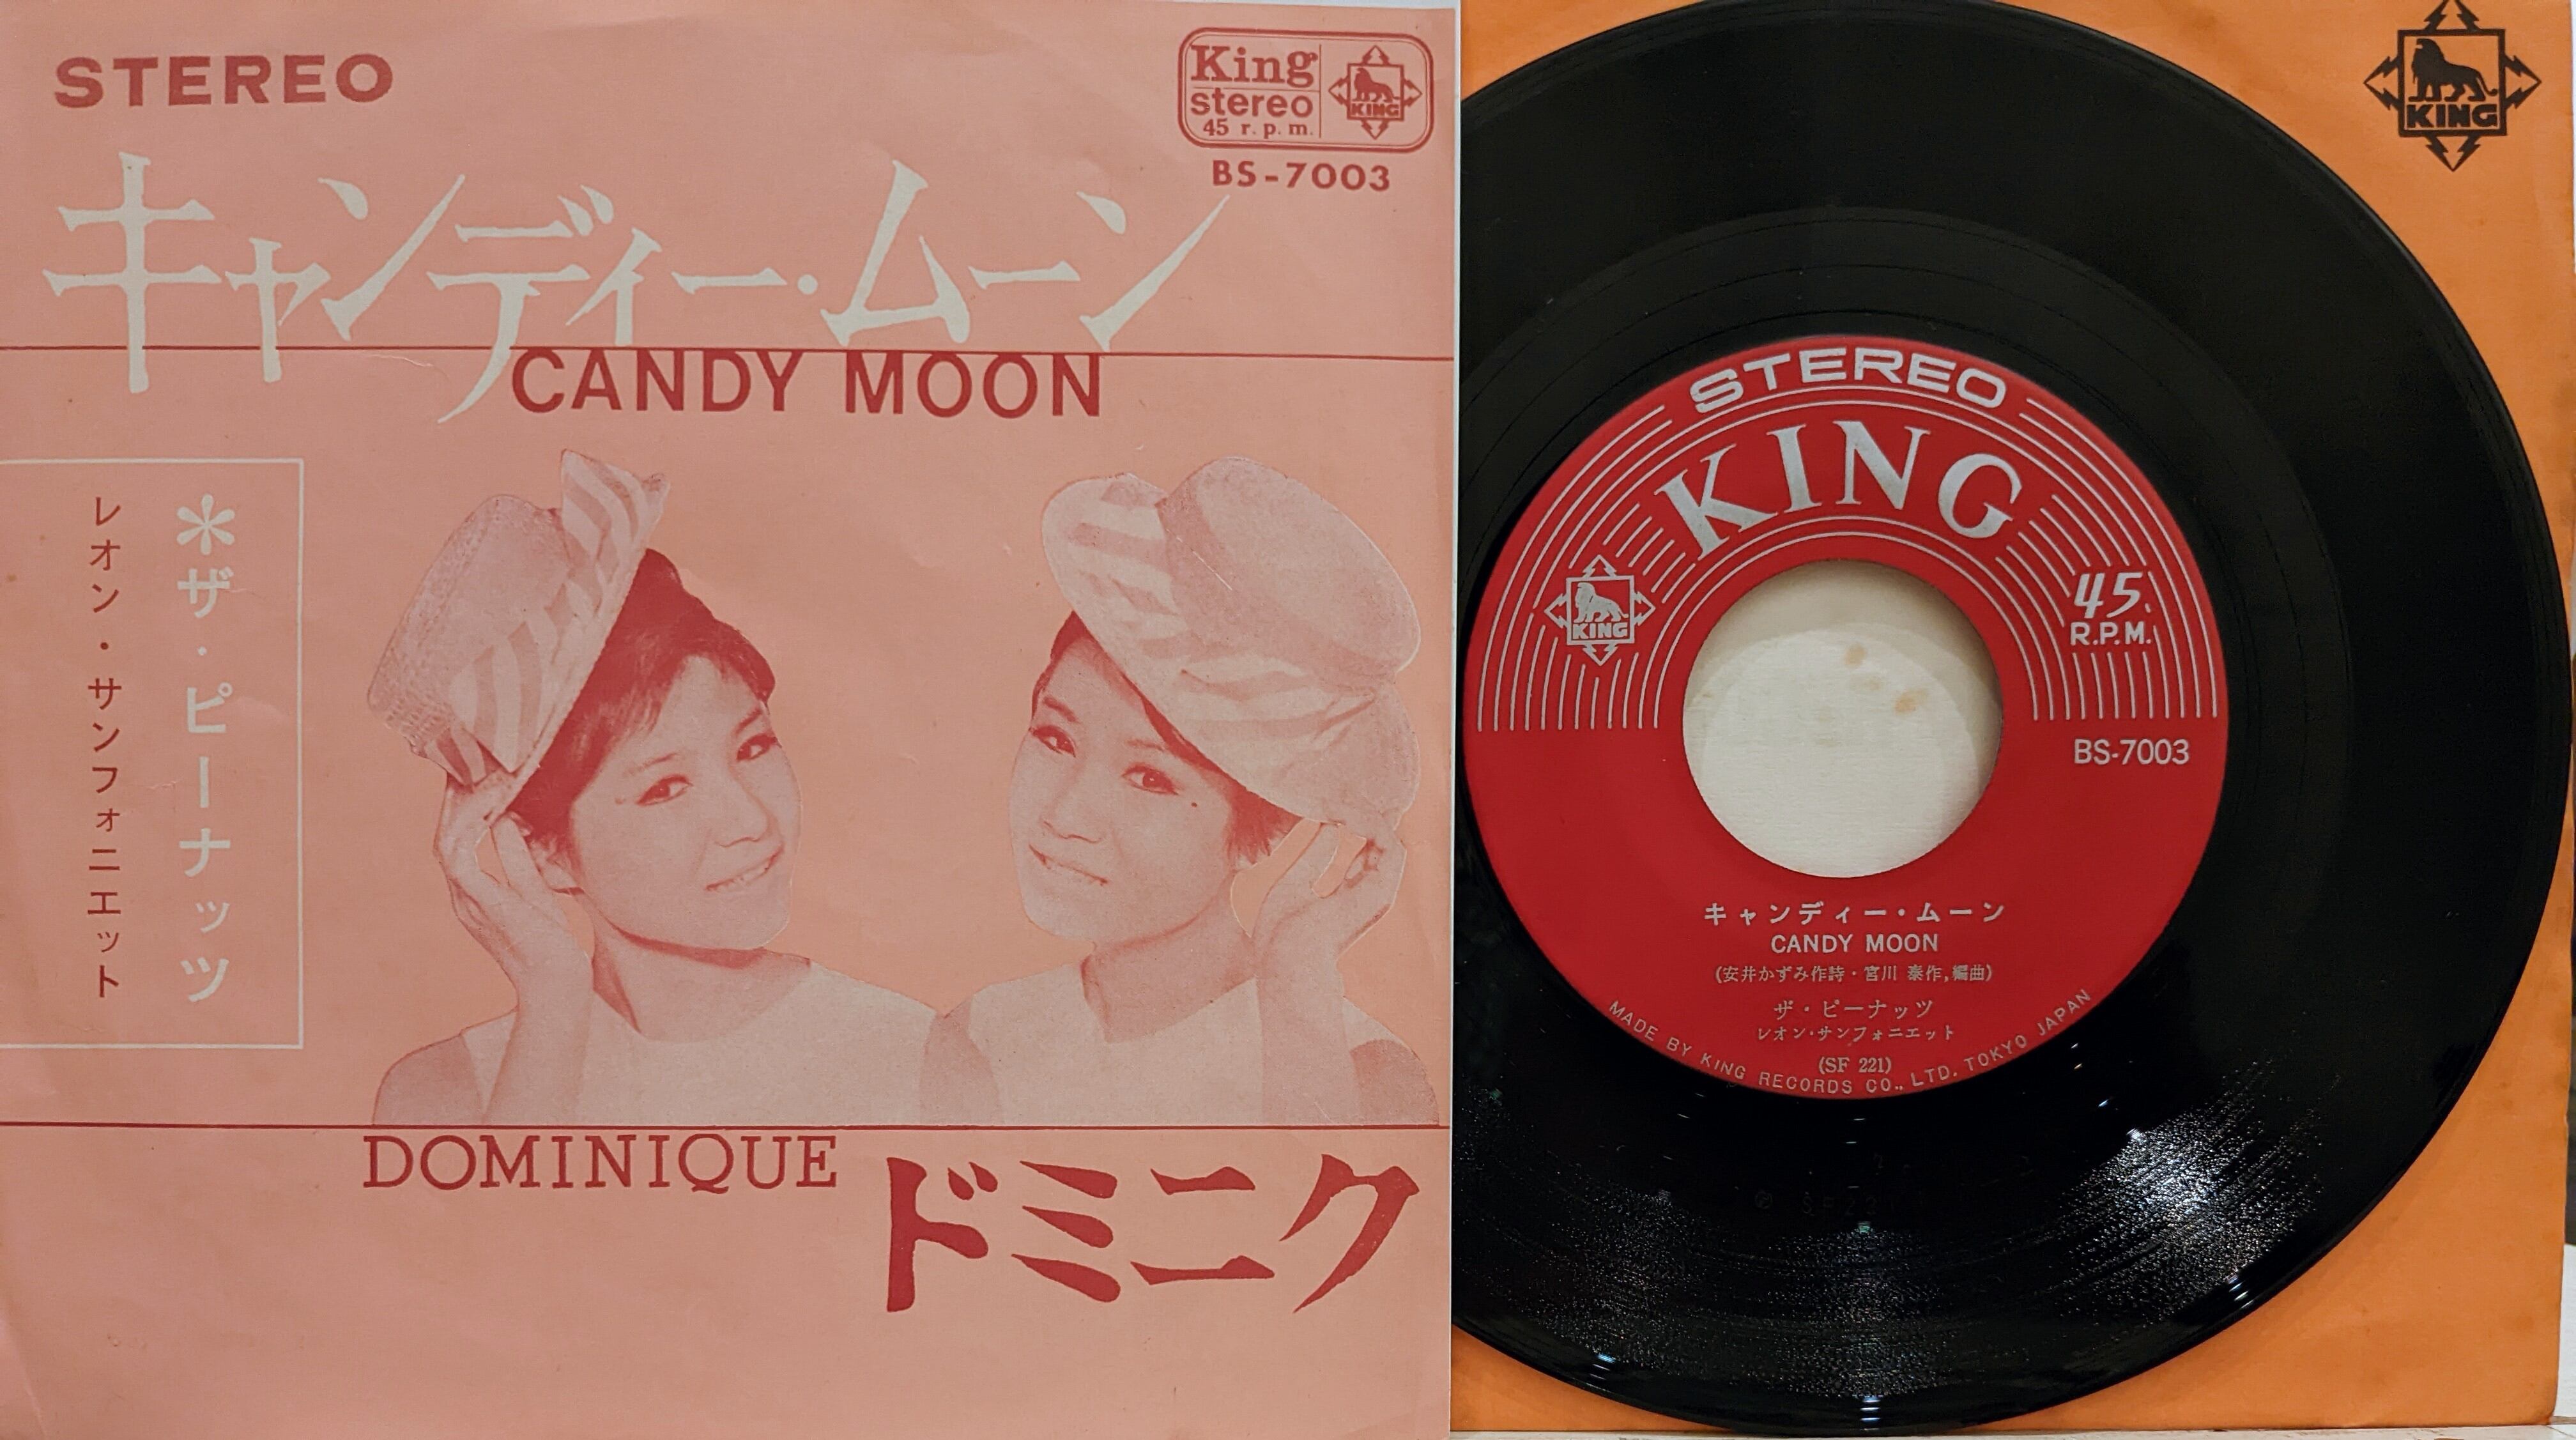 STEREO
King
stereo
45 r.p.m.
KING
BS-7003
キャンディー・ムーン
CANDY MOON
*ザ・ピーナッツ
レオン・サンフォニエット
DOMINIQUE
ドミニク
KING
STEREO
KING
KING
45
R.P.M.
BS-7003
キャンディー・ムーン
CANDY MOON
(安井かずみ作詩・宮川 泰作,編曲)
ザ・ピーナッツ
レオン・サンフォニエット
(SF 221)
MADE BY KING RECORDS CO., LTD. TOKYO JAPAN